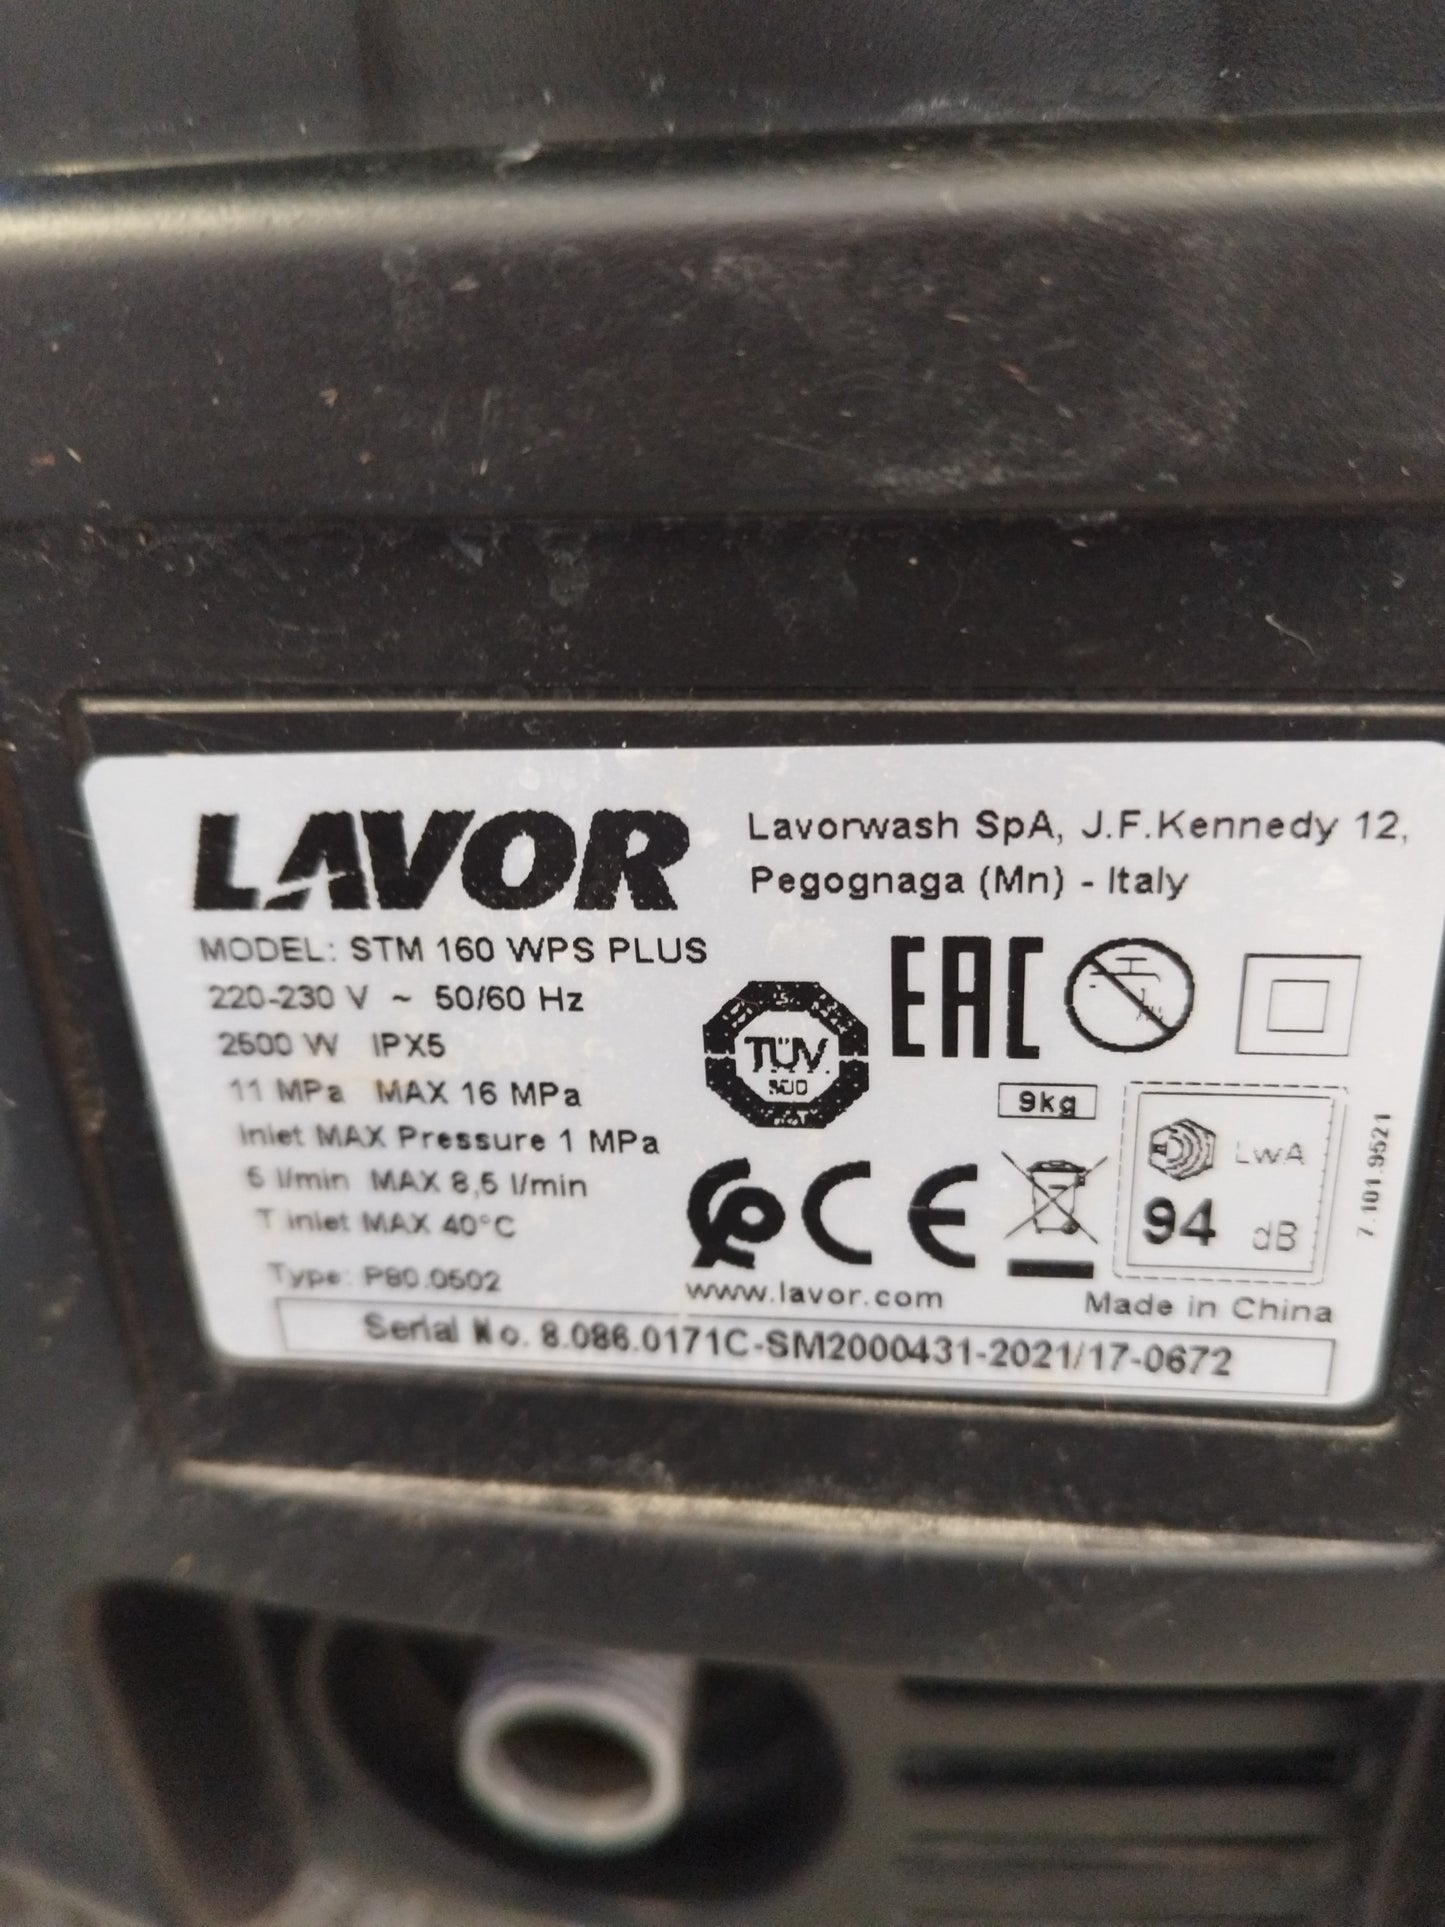 LAVOR
Lavorwash SpA, J.F.Kennedy 12,
Pegognaga (Mn) - Italy
MODEL: STM 160 WPS PLUS
220-230 V ~ 50/60 Hz
2500 W IPX5
11 MPa MAX 16 MPa
Inlet MAX Pressure 1 MPa
l/min MAX 8,5 l/min
T inlet MAX 40°C
Type: P80.0502
TÜV
SÜD
EAC
9kg
LwA
94 dB
7.101.9521
CE
www.lavor.com
Made in China
Serial No. 8.086.0171C-SM2000431-2021/17-0672